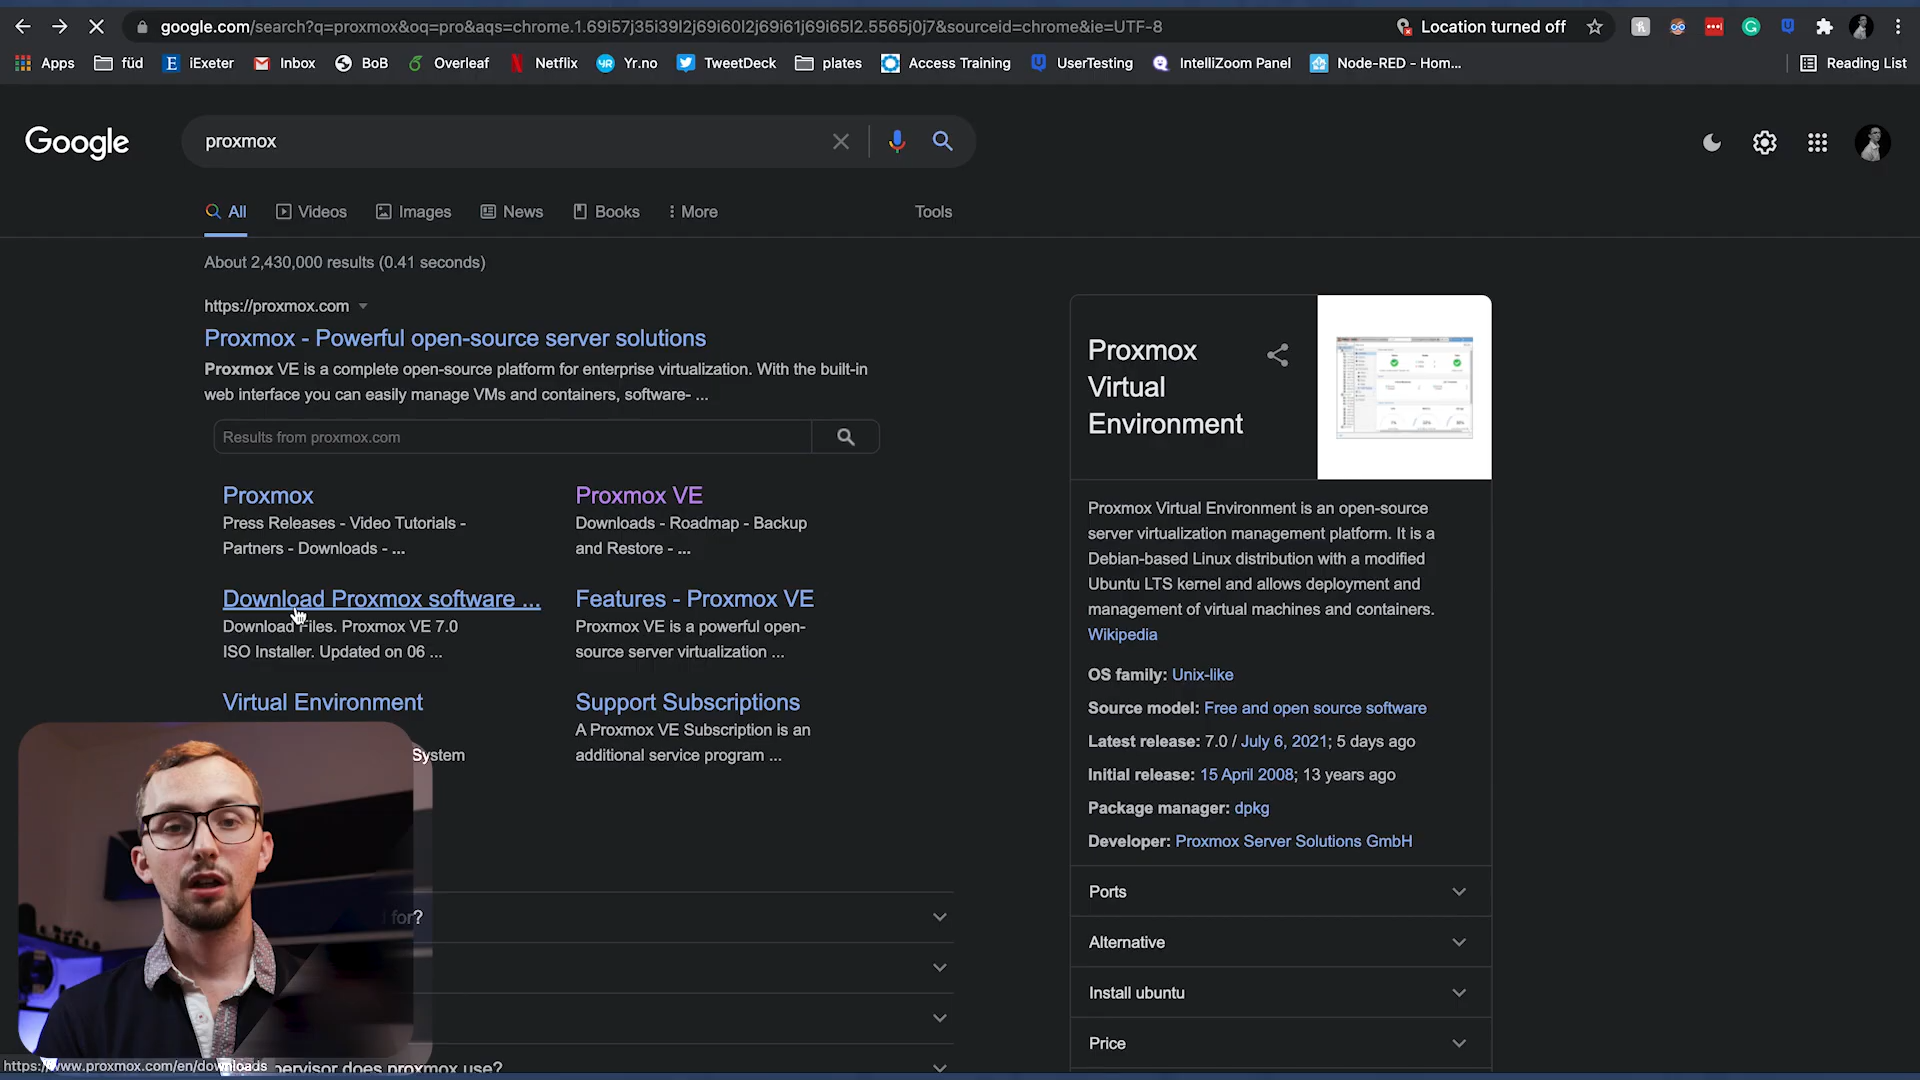 google.com/search?q=proxmox&oq=pro&aqs=chrome.1.69i57j35i39l2j69i60l2j69i61j69i65l2.5565j0j7&sourceid=chrome&ie=UTF-8
Location turned off
Apps
füd
iExeter
Inbox
BoB
Overleaf
Netflix
Yr.no
TweetDeck
plates
Access Training
UserTesting
IntelliZoom Panel
Node-RED - Hom...
Reading List
Google
proxmox
All
Videos
Images
News
Books
More
Tools
About 2,430,000 results (0.41 seconds)
https://proxmox.com
Proxmox - Powerful open-source server solutions
Proxmox VE is a complete open-source platform for enterprise virtualization. With the built-in
web interface you can easily manage VMs and containers, software- ...
Results from proxmox.com
Proxmox
Press Releases - Video Tutorials -
Partners - Downloads - ...
Proxmox VE
Downloads - Roadmap - Backup
and Restore - ...
Download Proxmox software ...
Download Files. Proxmox VE 7.0
ISO Installer. Updated on 06 ...
Features - Proxmox VE
Proxmox VE is a powerful open-
source server virtualization ...
Virtual Environment
System
Support Subscriptions
A Proxmox VE Subscription is an
additional service program ...
for?
does proxmox use?
https://www.proxmox.com/en/downloads
Proxmox
Virtual
Environment
Proxmox Virtual Environment is an open-source
server virtualization management platform. It is a
Debian-based Linux distribution with a modified
Ubuntu LTS kernel and allows deployment and
management of virtual machines and containers.
Wikipedia
OS family: Unix-like
Source model: Free and open source software
Latest release: 7.0 / July 6, 2021; 5 days ago
Initial release: 15 April 2008; 13 years ago
Package manager: dpkg
Developer: Proxmox Server Solutions GmbH
Ports
Alternative
Install ubuntu
Price